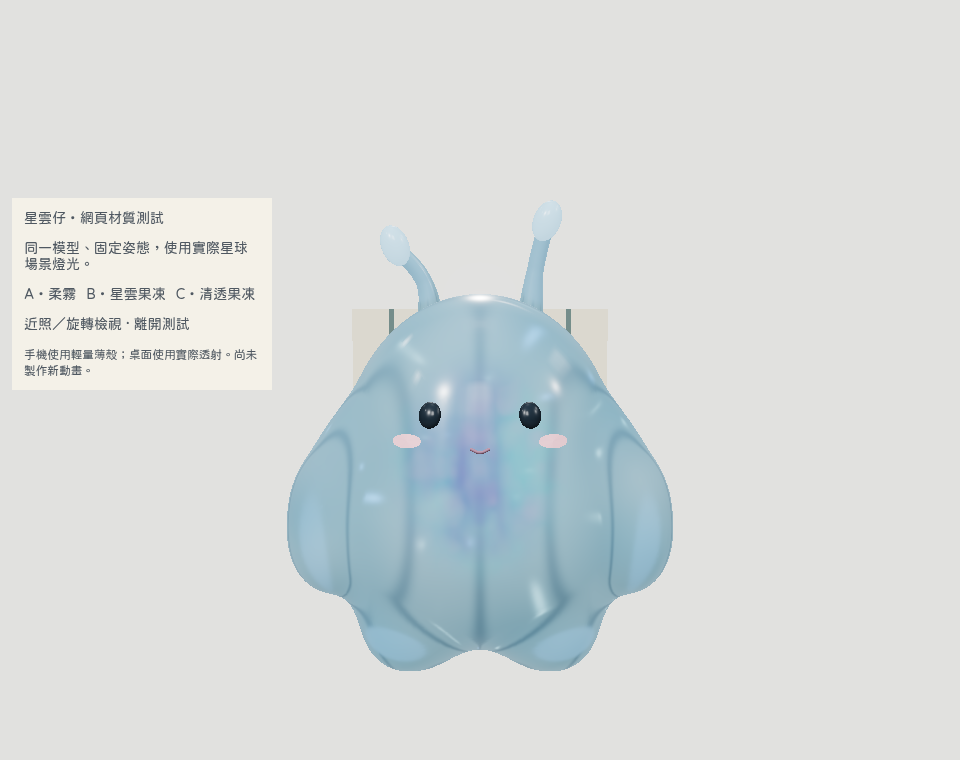 星雲仔・網頁材質測試
同一模型、固定姿態，使用實際星球
場景燈光。
A・柔霧 B・星雲果凍 C・清透果凍
近照／旋轉檢視・離開測試
手機使用輕量薄殼；桌面使用實際透射。尚未
製作新動畫。